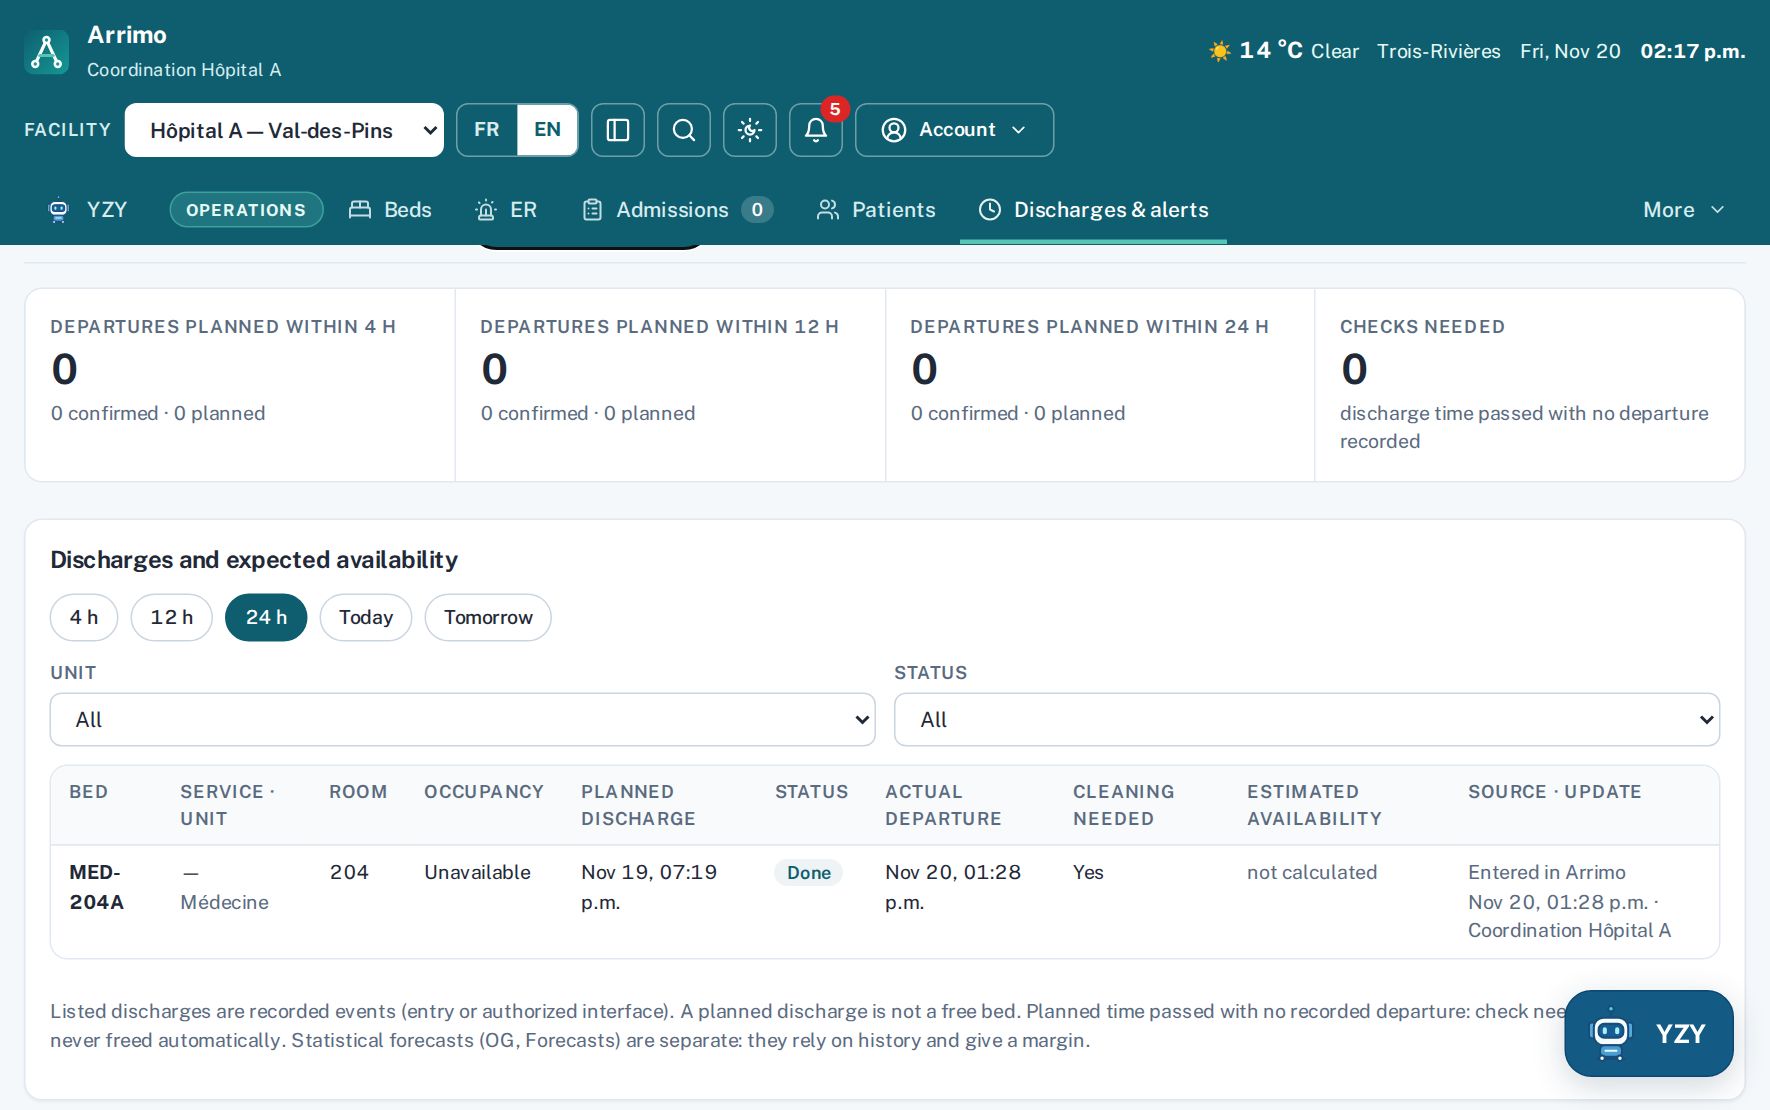 Arrimo
Coordination Hôpital A
☀️ 14 °C Clear Trois-Rivières Fri, Nov 20 02:17 p.m.
FACILITY Hôpital A — Val-des-Pins FR EN 5 Account
YZY OPERATIONS Beds ER Admissions 0 Patients Discharges & alerts More
DEPARTURES PLANNED WITHIN 4 H
0
0 confirmed · 0 planned
DEPARTURES PLANNED WITHIN 12 H
0
0 confirmed · 0 planned
DEPARTURES PLANNED WITHIN 24 H
0
0 confirmed · 0 planned
CHECKS NEEDED
0
discharge time passed with no departure
recorded
Discharges and expected availability
4 h 12 h 24 h Today Tomorrow
UNIT
All
STATUS
All
BED
SERVICE ·
UNIT
ROOM
OCCUPANCY
PLANNED
DISCHARGE
STATUS
ACTUAL
DEPARTURE
CLEANING
NEEDED
ESTIMATED
AVAILABILITY
SOURCE · UPDATE
MED-
204A
—
Médecine
204
Unavailable
Nov 19, 07:19
p.m.
Done
Nov 20, 01:28
p.m.
Yes
not calculated
Entered in Arrimo
Nov 20, 01:28 p.m. ·
Coordination Hôpital A
Listed discharges are recorded events (entry or authorized interface). A planned discharge is not a free bed. Planned time passed with no recorded departure: check
never freed automatically. Statistical forecasts (OG, Forecasts) are separate: they rely on history and give a margin.
YZY